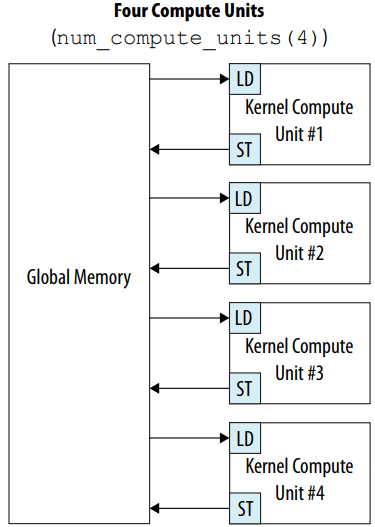 Four Compute Units
(num_compute_units(4))
Global Memory
LD
Kernel Compute
Unit #1
ST
LD
Kernel Compute
Unit #2
ST
LD
Kernel Compute
Unit #3
ST
LD
Kernel Compute
Unit #4
ST